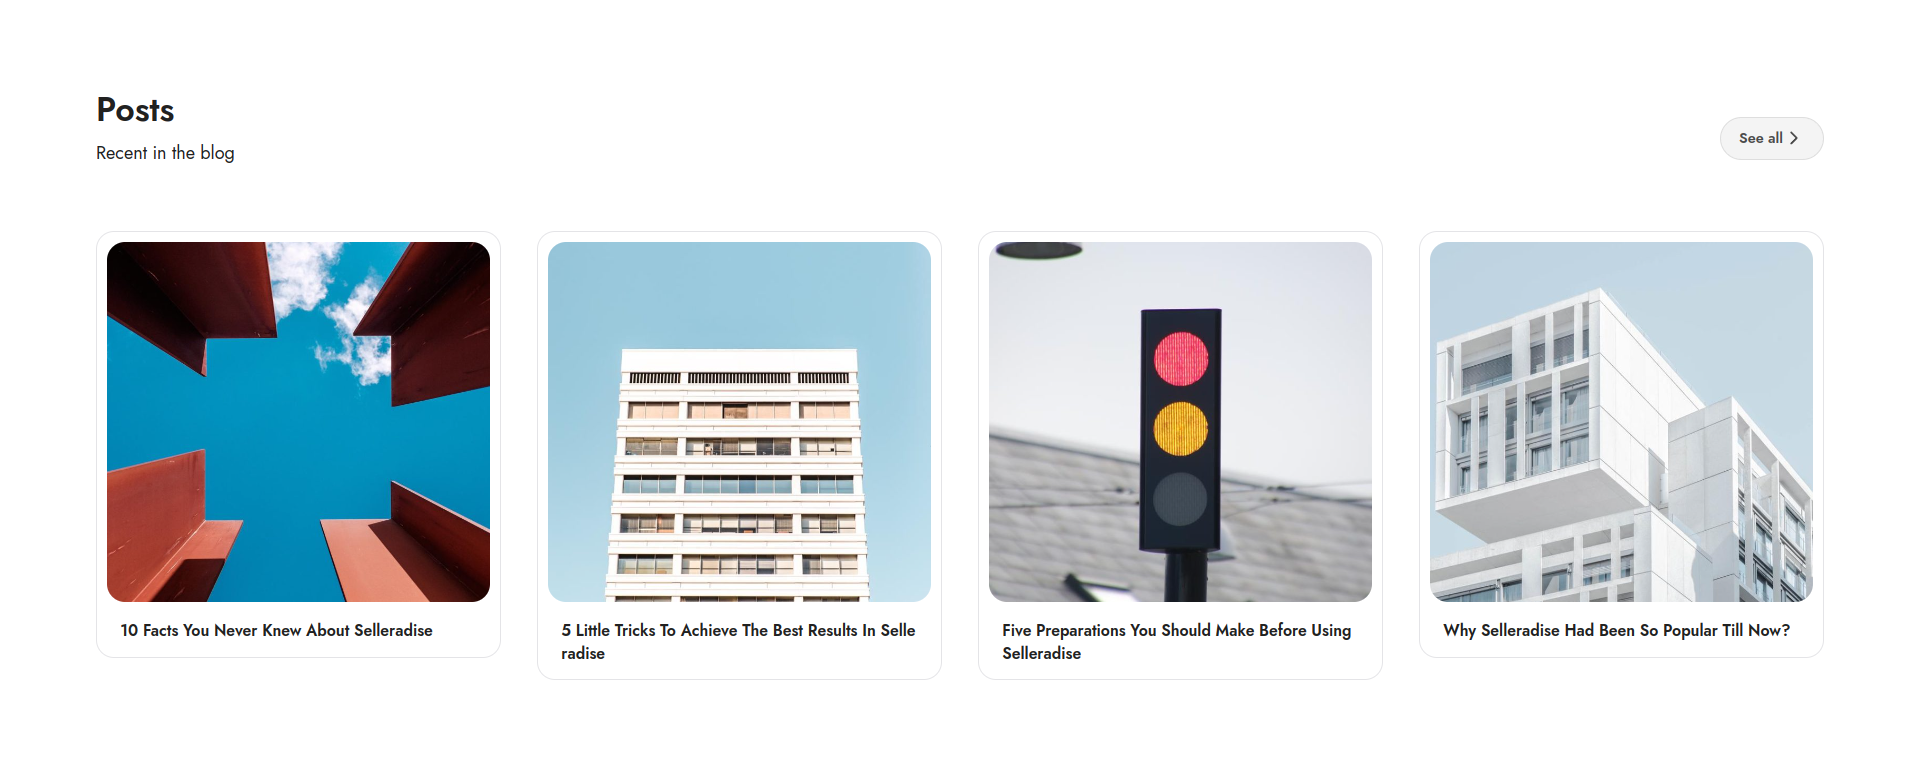 Posts
Recent in the blog
See all
10 Facts You Never Knew About Selleradise
5 Little Tricks To Achieve The Best Results In Selle
radise
Five Preparations You Should Make Before Using
Selleradise
Why Selleradise Had Been So Popular Till Now?